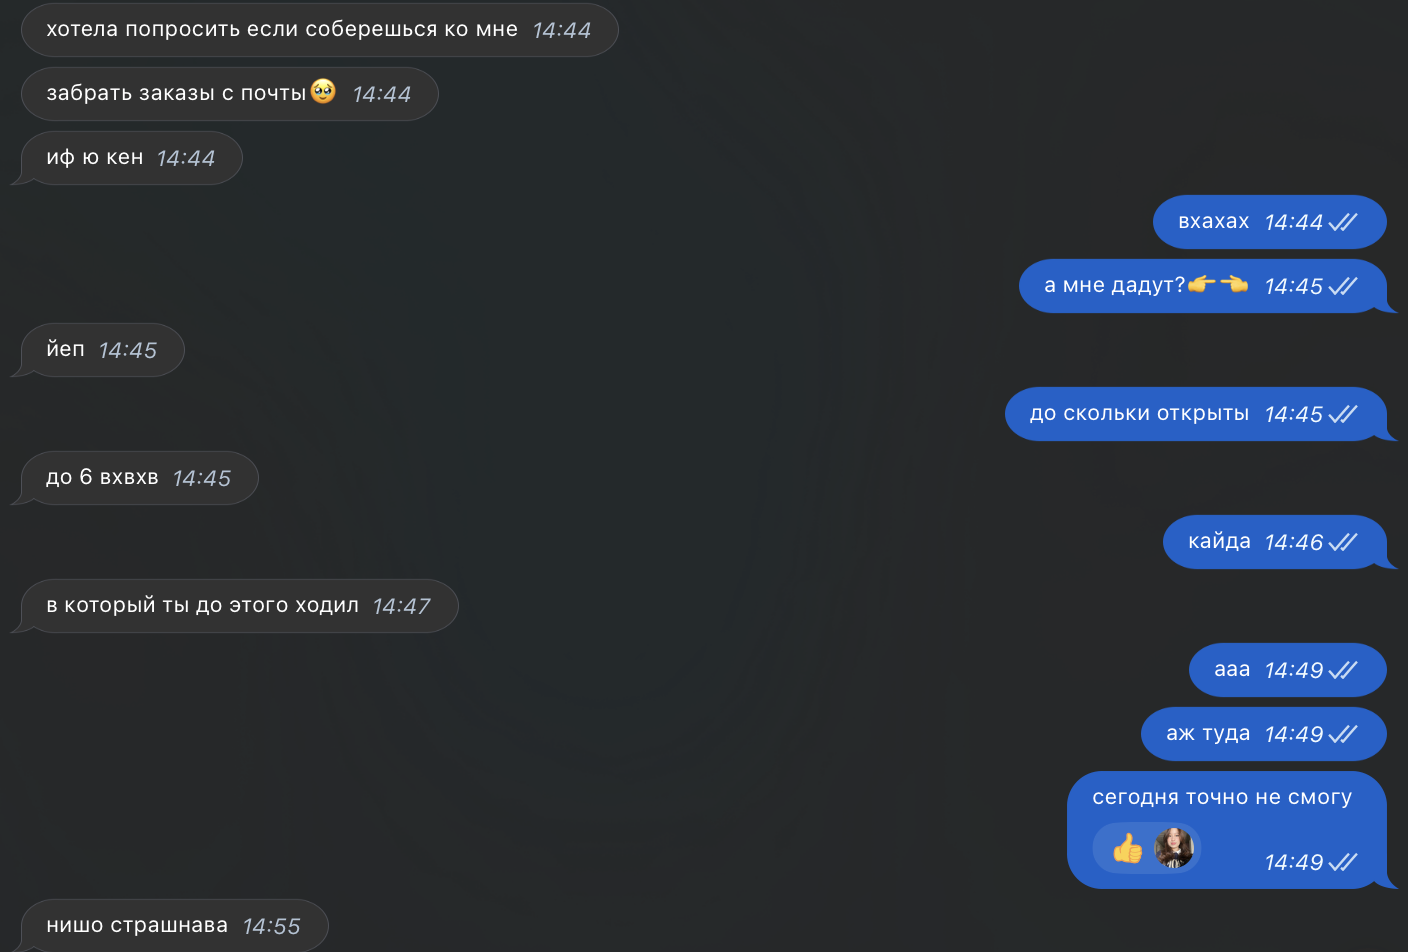 хотела попросить если соберешься ко мне 14:44
забрать заказы с почты🥹 14:44
иф ю кен 14:44
вхахах 14:44
а мне дадут?👉👈 14:45
йеп 14:45
до скольки открыты 14:45
до 6 вхвхв 14:45
кайда 14:46
в который ты до этого ходил 14:47
ааа 14:49
аж туда 14:49
сегодня точно не смогу
👍 14:49
нишо страшнава 14:55